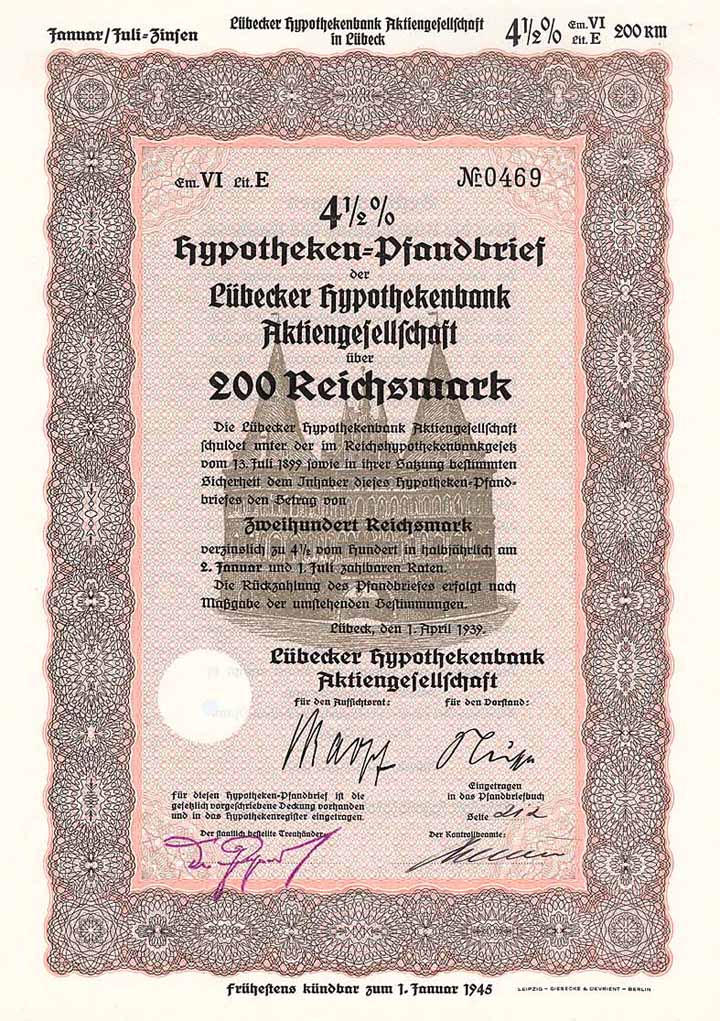 Januar/Juli-Zinsen
Lübecker Hypothekenbank Aktiengesellschaft
in Lübeck
4½% Em. VI Lit. E 200 RM
Em. VI Lit. E
Nr. 0469
4½%
Hypotheken-Pfandbrief
der
Lübecker Hypothekenbank
Aktiengesellschaft
über
200 Reichsmark
Die Lübecker Hypothekenbank Aktiengesellschaft
schuldet unter der im Reichshypothekenbankgesetz
vom 13. Juli 1899 sowie in ihrer Satzung bestimmten
Sicherheit dem Inhaber dieses Hypotheken-Pfand-
briefes den Betrag von
Zweihundert Reichsmark
verzinslich zu 4½ vom Hundert in halbjährlich am
2. Januar und 1. Juli zahlbaren Raten.
Die Rückzahlung des Pfandbriefes erfolgt nach
Maßgabe der umstehenden Bestimmungen.
Lübeck, den 1. April 1939.
Lübecker Hypothekenbank
Aktiengesellschaft
für den Aufsichtsrat:
für den Vorstand:
Für diesen Hypotheken-Pfandbrief ist die
gesetzlich vorgeschriebene Deckung vorhanden
und in das Hypothekenregister eingetragen.
Der staatlich bestellte Treuhänder:
Eingetragen
in das Pfandbriefbuch
Seite
Der Kontrollbeamte:
Frühestens kündbar zum 1. Januar 1945
LEIPZIG – GIESECKE & DEVRIENT – BERLIN